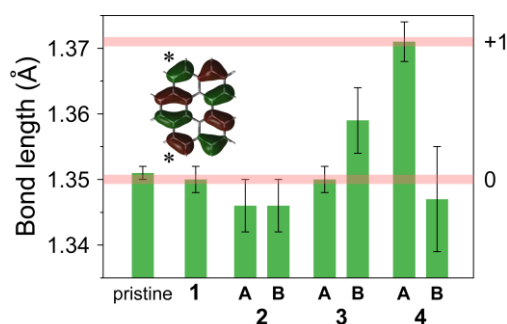 Bond length (Å)
1.37
1.36
1.35
1.34
+1
0
*
*
pristine 1 A B A B A B
2 3 4